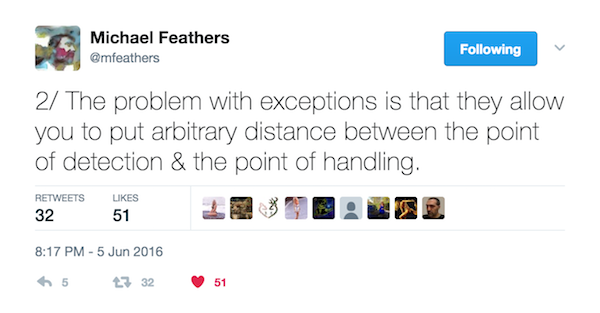 Michael Feathers
@mfeathers
Following
2/ The problem with exceptions is that they allow
you to put arbitrary distance between the point
of detection & the point of handling.
RETWEETS LIKES
32 51
8:17 PM - 5 Jun 2016
5 32 51